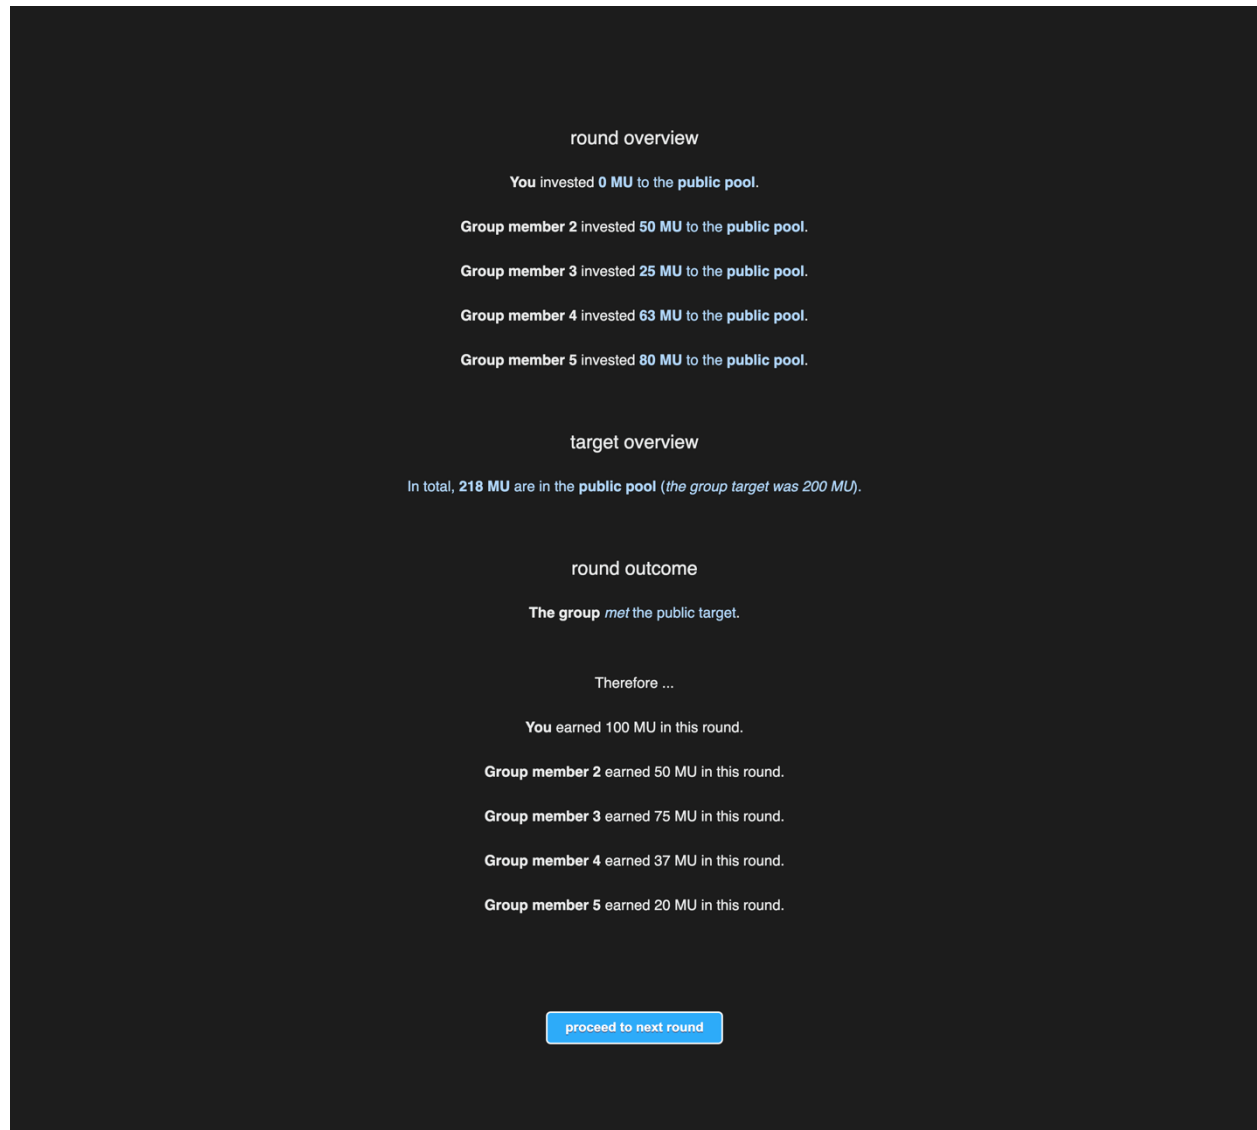 round overview
You invested 0 MU to the public pool.
Group member 2 invested 50 MU to the public pool.
Group member 3 invested 25 MU to the public pool.
Group member 4 invested 63 MU to the public pool.
Group member 5 invested 80 MU to the public pool.
target overview
In total, 218 MU are in the public pool (the group target was 200 MU).
round outcome
The group met the public target.
Therefore ...
You earned 100 MU in this round.
Group member 2 earned 50 MU in this round.
Group member 3 earned 75 MU in this round.
Group member 4 earned 37 MU in this round.
Group member 5 earned 20 MU in this round.
proceed to next round